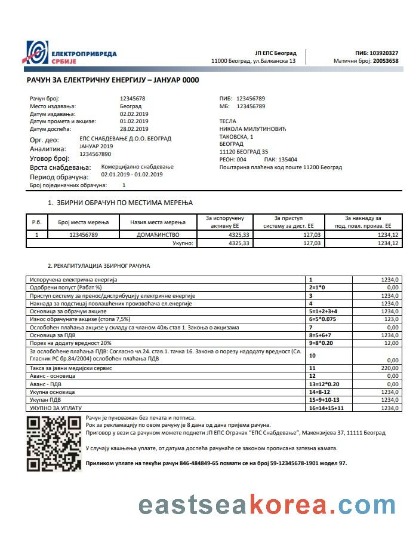 ЕЛЕКТРОПРИВРЕДА
СРБИЈЕ
ЈП ЕПС Београд
11000 Београд, ул.Балканска 13
ПИБ: 103920327
Матични број: 20053658
РАЧУН ЗА ЕЛЕКТРИЧНУ ЕНЕРГИЈУ – ЈАНУАР 0000
Рачун број: 12345678
Место издавања: Београд
Датум издавања: 02.02.2019
Датум промета и акцизе: 01.02.2019
Датум доспећа: 28.02.2019
Орг. део: ЕПС СНАБДЕВАЊЕ Д.О.О. БЕОГРАД
Аналитика: ЈАНУАР 2019
Уговор број: 1234567890
Врста снабдевања: Комерцијално снабдевање
Период обрачуна: 02.01.2019 - 01.02.2019
Број појединечних обрачуна: 1
ПИБ: 123456789
МБ: 123456789
ТЕСЛА
НИКОЛА МИЛУТИНОВИЋ
ТАКОВСКА, 1
БЕОГРАД
11120 БЕОГРАД 35
РЕОН: 004 ПАК: 135404
Поштарина плаћена код поште 11200 Београд
1. ЗБИРНИ ОБРАЧУН ПО МЕСТИМА МЕРЕЊА
Р.б. Број места мерења Назив места мерења За испоручену активну ЕЕ За приступ систему за дист. ЕЕ За накнаду за под. повл. произв. ЕЕ
1 123456789 ДОМАЋИНСТВО 4325,33 127,03 1234,12
Укупно: 4325,33 127,03 1234,12
2. РЕКАПИТУЛАЦИЈА ЗБИРНОГ РАЧУНА
Испоручена електрична енергија 1 1234,0
Одобрени попуст (Рабат %) 2=1*0 0,00
Приступ систему за пренос/дистрибуцију електричне енергије 3 1234,0
Накнада за подстицај повлашћених произвођача ел.енергије 4 1234,0
Основица за обрачун акцизе 5=1+2+3+4 1234,0
Износ обрачунате акцизе (стопа 7,5%) 6=5*0.075 123,0
Ослобођен плаћања акцизе у складу са чланом 40њ став 1. Закона о акцизама 7 0,00
Основица за ПДВ 8=5+6+7 1234,0
Порез на додату вредност 20% 9=8*0.20 12,00
За ослобођење плаћања ПДВ: Согласно чл.24. став 1. тачка 16. Закона о порезу надодату вредност (Сл. Гласник РС бр.84/2004) ослобођен плаћања ПДВ 10 0,00
Такса за јавни медијски сервис 11 220,00
Аванс - основица 12 0,00
Аванс - ПДВ 13=12*0.20 0,00
Укупна основица 14=8-12 1234,0
Укупан ПДВ 15=9+10-13 1234,0
УКУПНО ЗА УПЛАТУ 16=14+15+11 1234,0
Рачун је пуноважан без печата и потписа.
Рок за рекламацију по овом рачуну је 8 дена од дана пријема рачуна.
Приговор у вези са рачуном можете поднети ЈП ЕПС Огранак "ЕПС Снабдевање", Макензијева 37, 11111 Београд
У случају кашњења уплате, од датума доспећа рачунаће се законом прописана затезна камата.
Приликом уплате на текући рачун 846-484849-65 позвати се на број 59-12345678-1901 модел 97.
eastseakorea.com